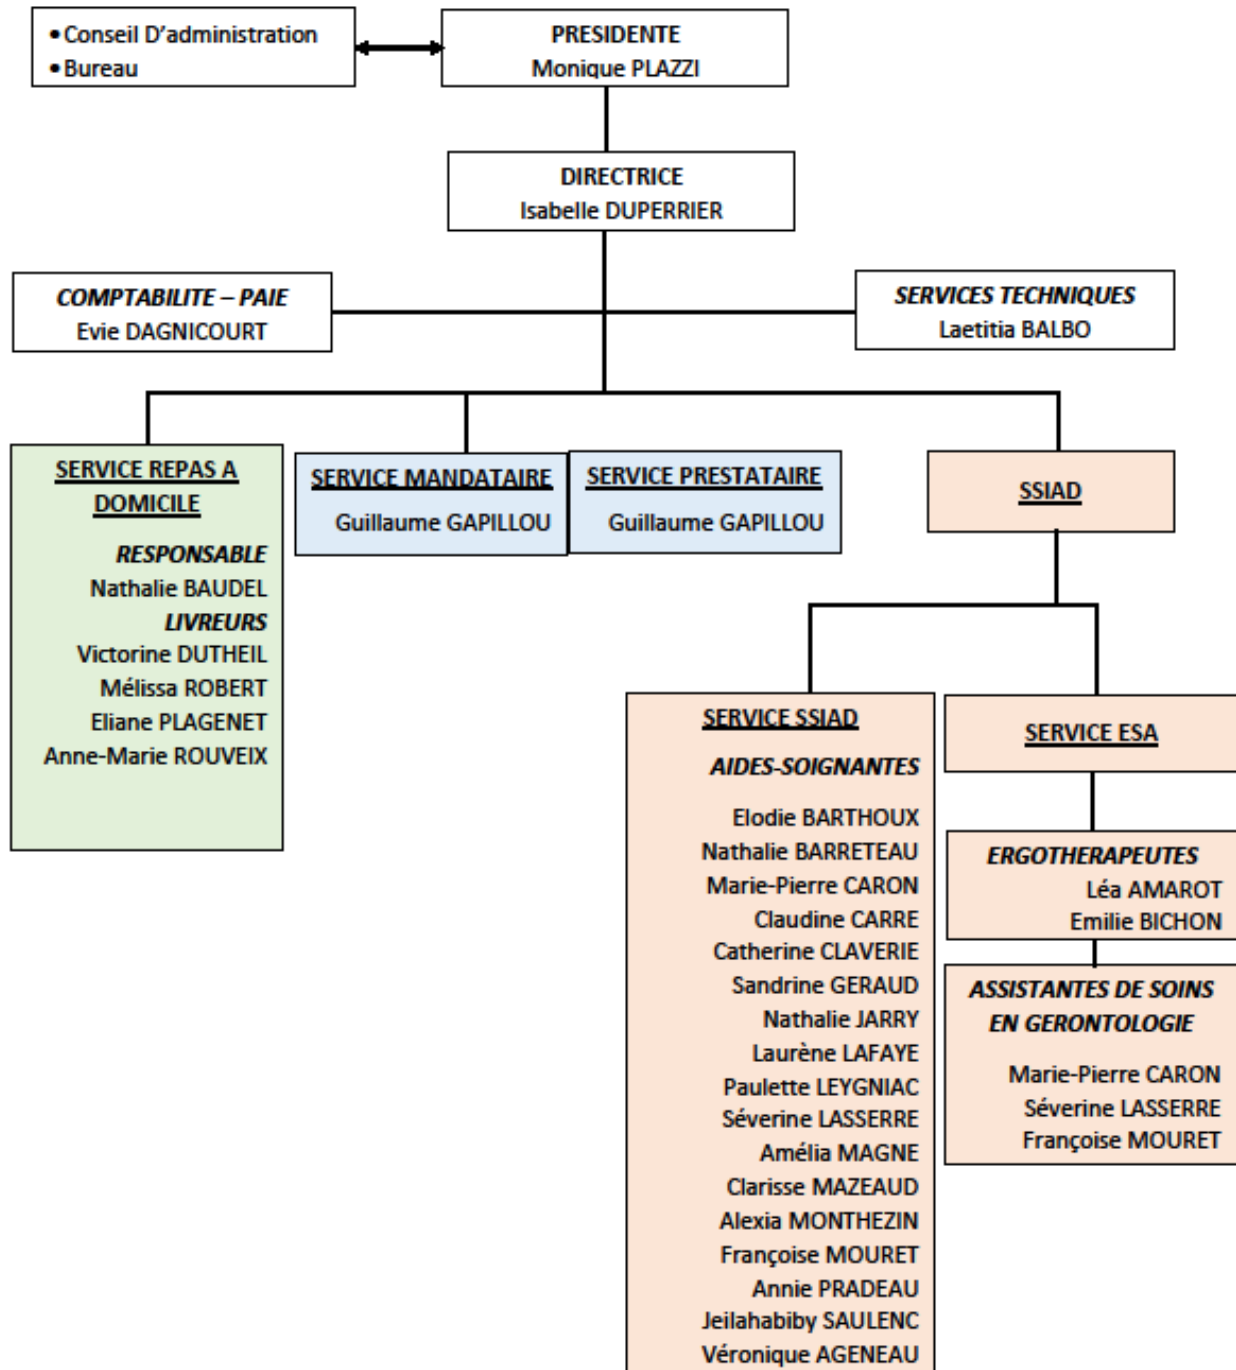 • Conseil D'administration
• Bureau
PRESIDENTE
Monique PLAZZI
DIRECTRICE
Isabelle DUPERRIER
COMPTABILITE – PAIE
Evie DAGNICOURT
SERVICES TECHNIQUES
Laetitia BALBO
SERVICE REPAS A
DOMICILE
RESPONSABLE
Nathalie BAUDEL
LIVREURS
Victorine DUTHEIL
Mélissa ROBERT
Eliane PLAGENET
Anne-Marie ROUVEIX
SERVICE MANDATAIRE
Guillaume GAPILLOU
SERVICE PRESTATAIRE
Guillaume GAPILLOU
SSIAD
SERVICE SSIAD
AIDES-SOIGNANTES
Elodie BARTHOUX
Nathalie BARRETEAU
Marie-Pierre CARON
Claudine CARRE
Catherine CLAVERIE
Sandrine GERAUD
Nathalie JARRY
Laurène LAFAYE
Paulette LEYGNIAC
Séverine LASSERRE
Amélia MAGNE
Clarisse MAZEAUD
Alexia MONTHEZIN
Françoise MOURET
Annie PRADEAU
Jeilahabiby SAULENC
Véronique AGENEAU
SERVICE ESA
ERGOTHERAPEUTES
Léa AMAROT
Emilie BICHON
ASSISTANTES DE SOINS
EN GERONTOLOGIE
Marie-Pierre CARON
Séverine LASSERRE
Françoise MOURET